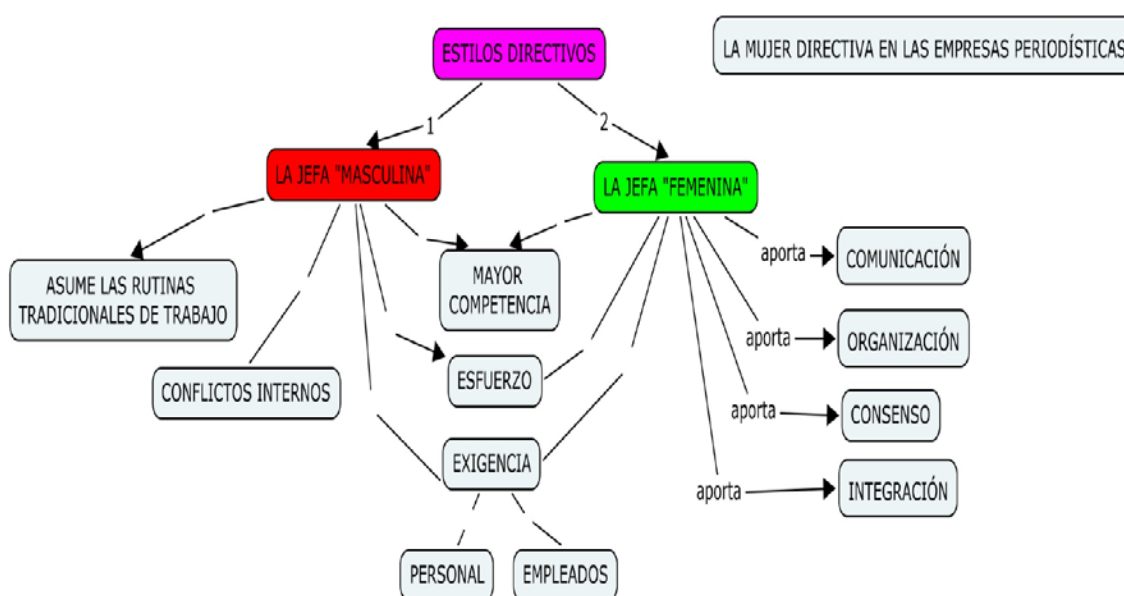 ESTILOS DIRECTIVOS
LA MUJER DIRECTIVA EN LAS EMPRESAS PERIODÍSTICAS
1
2
LA JEFA "MASCULINA"
LA JEFA "FEMENINA"
ASUME LAS RUTINAS
TRADICIONALES DE TRABAJO
CONFLICTOS INTERNOS
MAYOR
COMPETENCIA
ESFUERZO
EXIGENCIA
PERSONAL
EMPLEADOS
aporta
COMUNICACIÓN
aporta
ORGANIZACIÓN
aporta
CONSENSO
aporta
INTEGRACIÓN